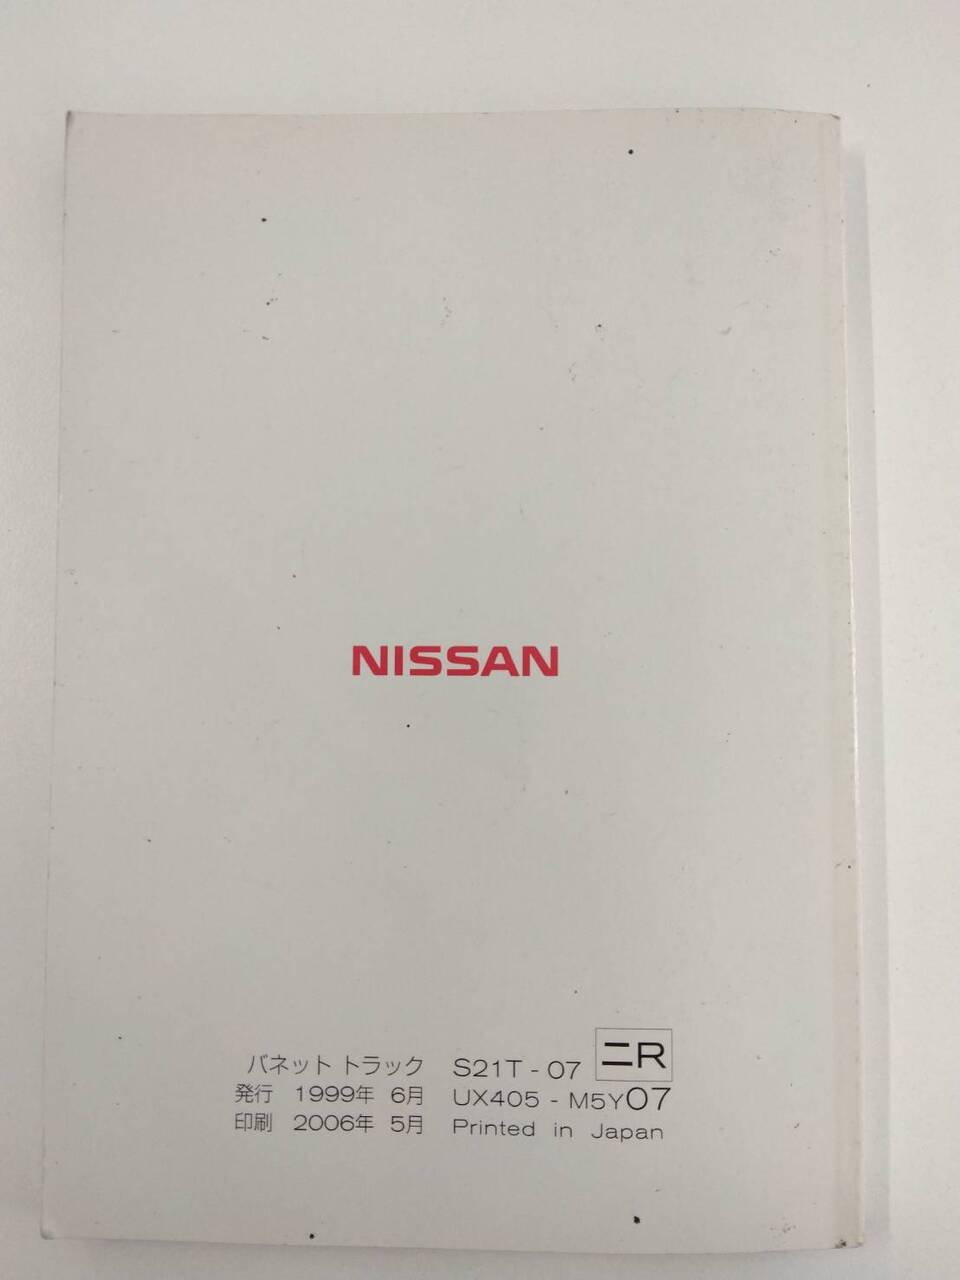 NISSAN
バネット トラック S21T - 07 ニR
発行 1999年 6月 UX405 - M5Y07
印刷 2006年 5月 Printed in Japan